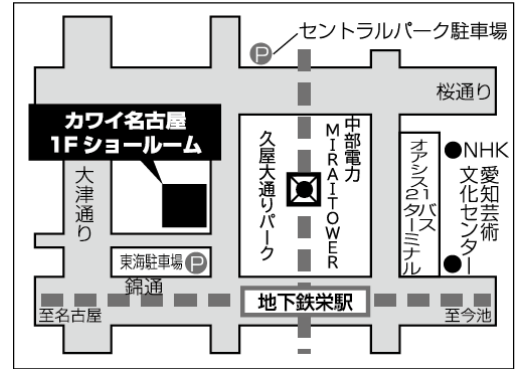 P
セントラルパーク駐車場
桜通り
カワイ名古屋
1Fショールーム
大津通り
久屋大通りパーク
中部電力
MIRAITOWER
オアシス21バス
ターミナル
NHK
愛知芸術
文化センター
東海駐車場 P
錦通
地下鉄栄駅
至名古屋
至今池